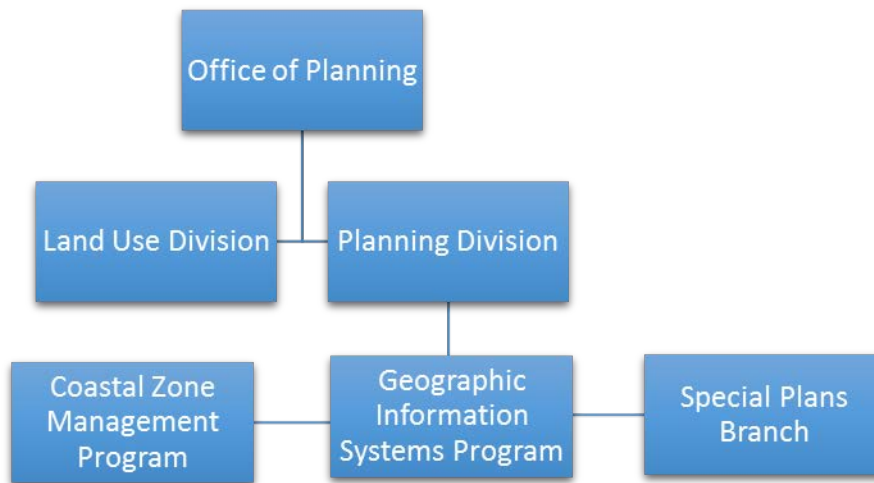 Office of Planning
Land Use Division
Planning Division
Coastal Zone
Management
Program
Geographic
Information
Systems Program
Special Plans
Branch